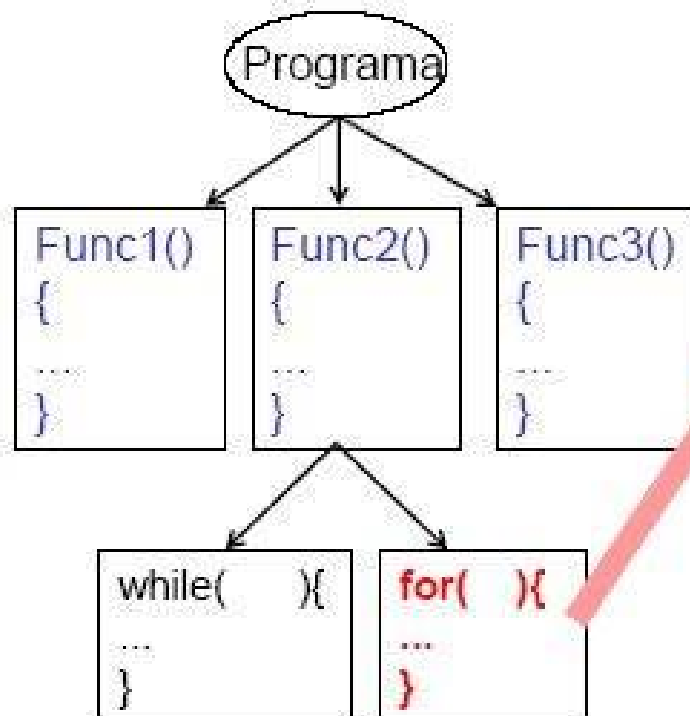 Programa
Func1()
{
...
}
Func2()
{
...
}
Func3()
{
...
}
while( ){
...
}
for( ){
...
}